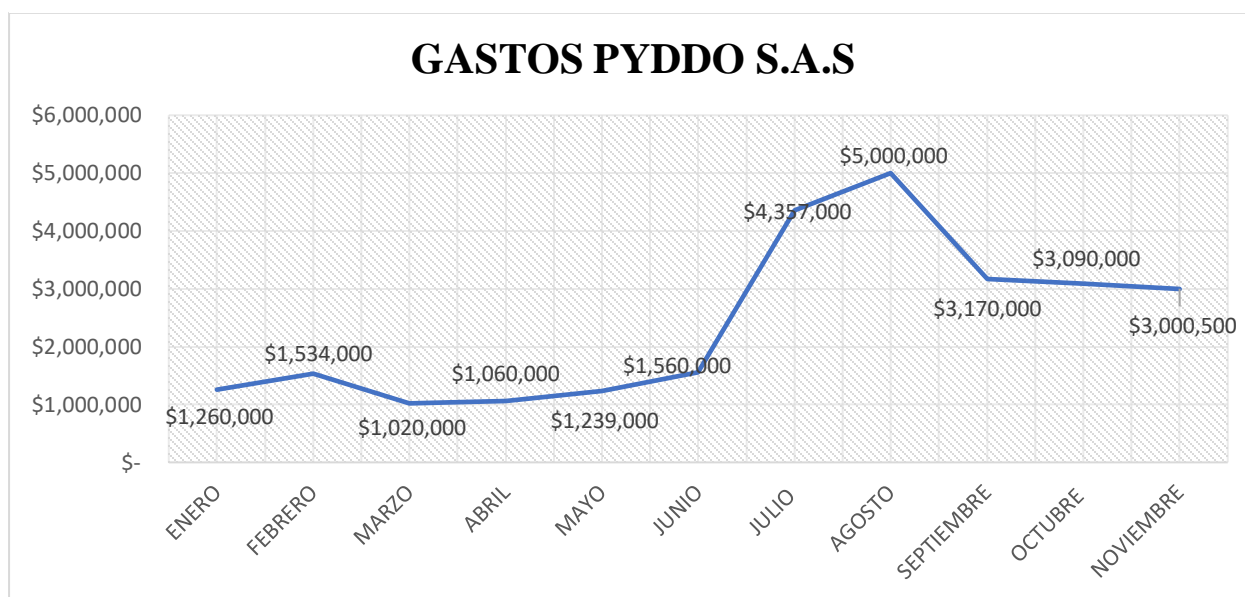 GASTOS PYDDO S.A.S
$6,000,000
$5,000,000
$4,000,000
$3,000,000
$2,000,000
$1,000,000
$-
$1,260,000
$1,534,000
$1,020,000
$1,060,000
$1,239,000
$1,560,000
$4,357,000
$5,000,000
$3,170,000
$3,090,000
$3,000,500
ENERO
FEBRERO
MARZO
ABRIL
MAYO
JUNIO
JULIO
AGOSTO
SEPTIEMBRE
OCTUBRE
NOVIEMBRE